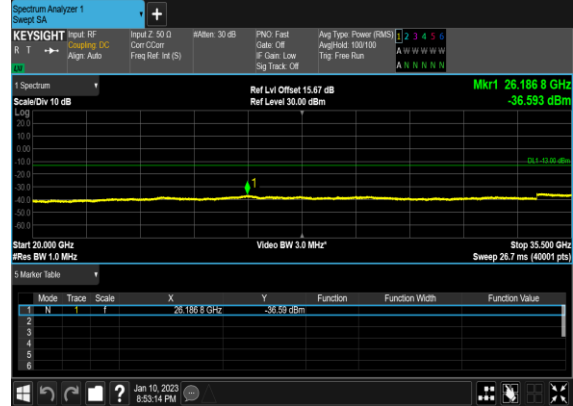 Spectrum Analyzer 1
Swept SA
+
KEYSIGHT Input: RF Input Z: 50 Ω #Atten: 30 dB PNO: Fast Avg Type: Power (RMS) 1 2 3 4 5 6
R T Coupling: DC Corr CCorr Gate: Off Avg|Hold: 100/100 A W W W W W
Align: Auto Freq Ref: Int (S) IF Gain: Low Trig: Free Run
Sig Track: Off A N N N N N
1 Spectrum Ref Lvl Offset 15.67 dB Mkr1 26.186 8 GHz
Scale/Div 10 dB Ref Level 30.00 dBm -36.593 dBm
Log
20.0
10.0
0.00
-10.0 DL1 -13.00 dBm
-20.0
-30.0 1
-40.0
-50.0
-60.0
Start 20.000 GHz Video BW 3.0 MHz* Stop 35.500 GHz
#Res BW 1.0 MHz Sweep 26.7 ms (40001 pts)
5 Marker Table
Mode Trace Scale X Y Function Function Width Function Value
1 N 1 f 26.186 8 GHz -36.59 dBm
2
3
4
5
6
? Jan 10, 2023
8:53:14 PM